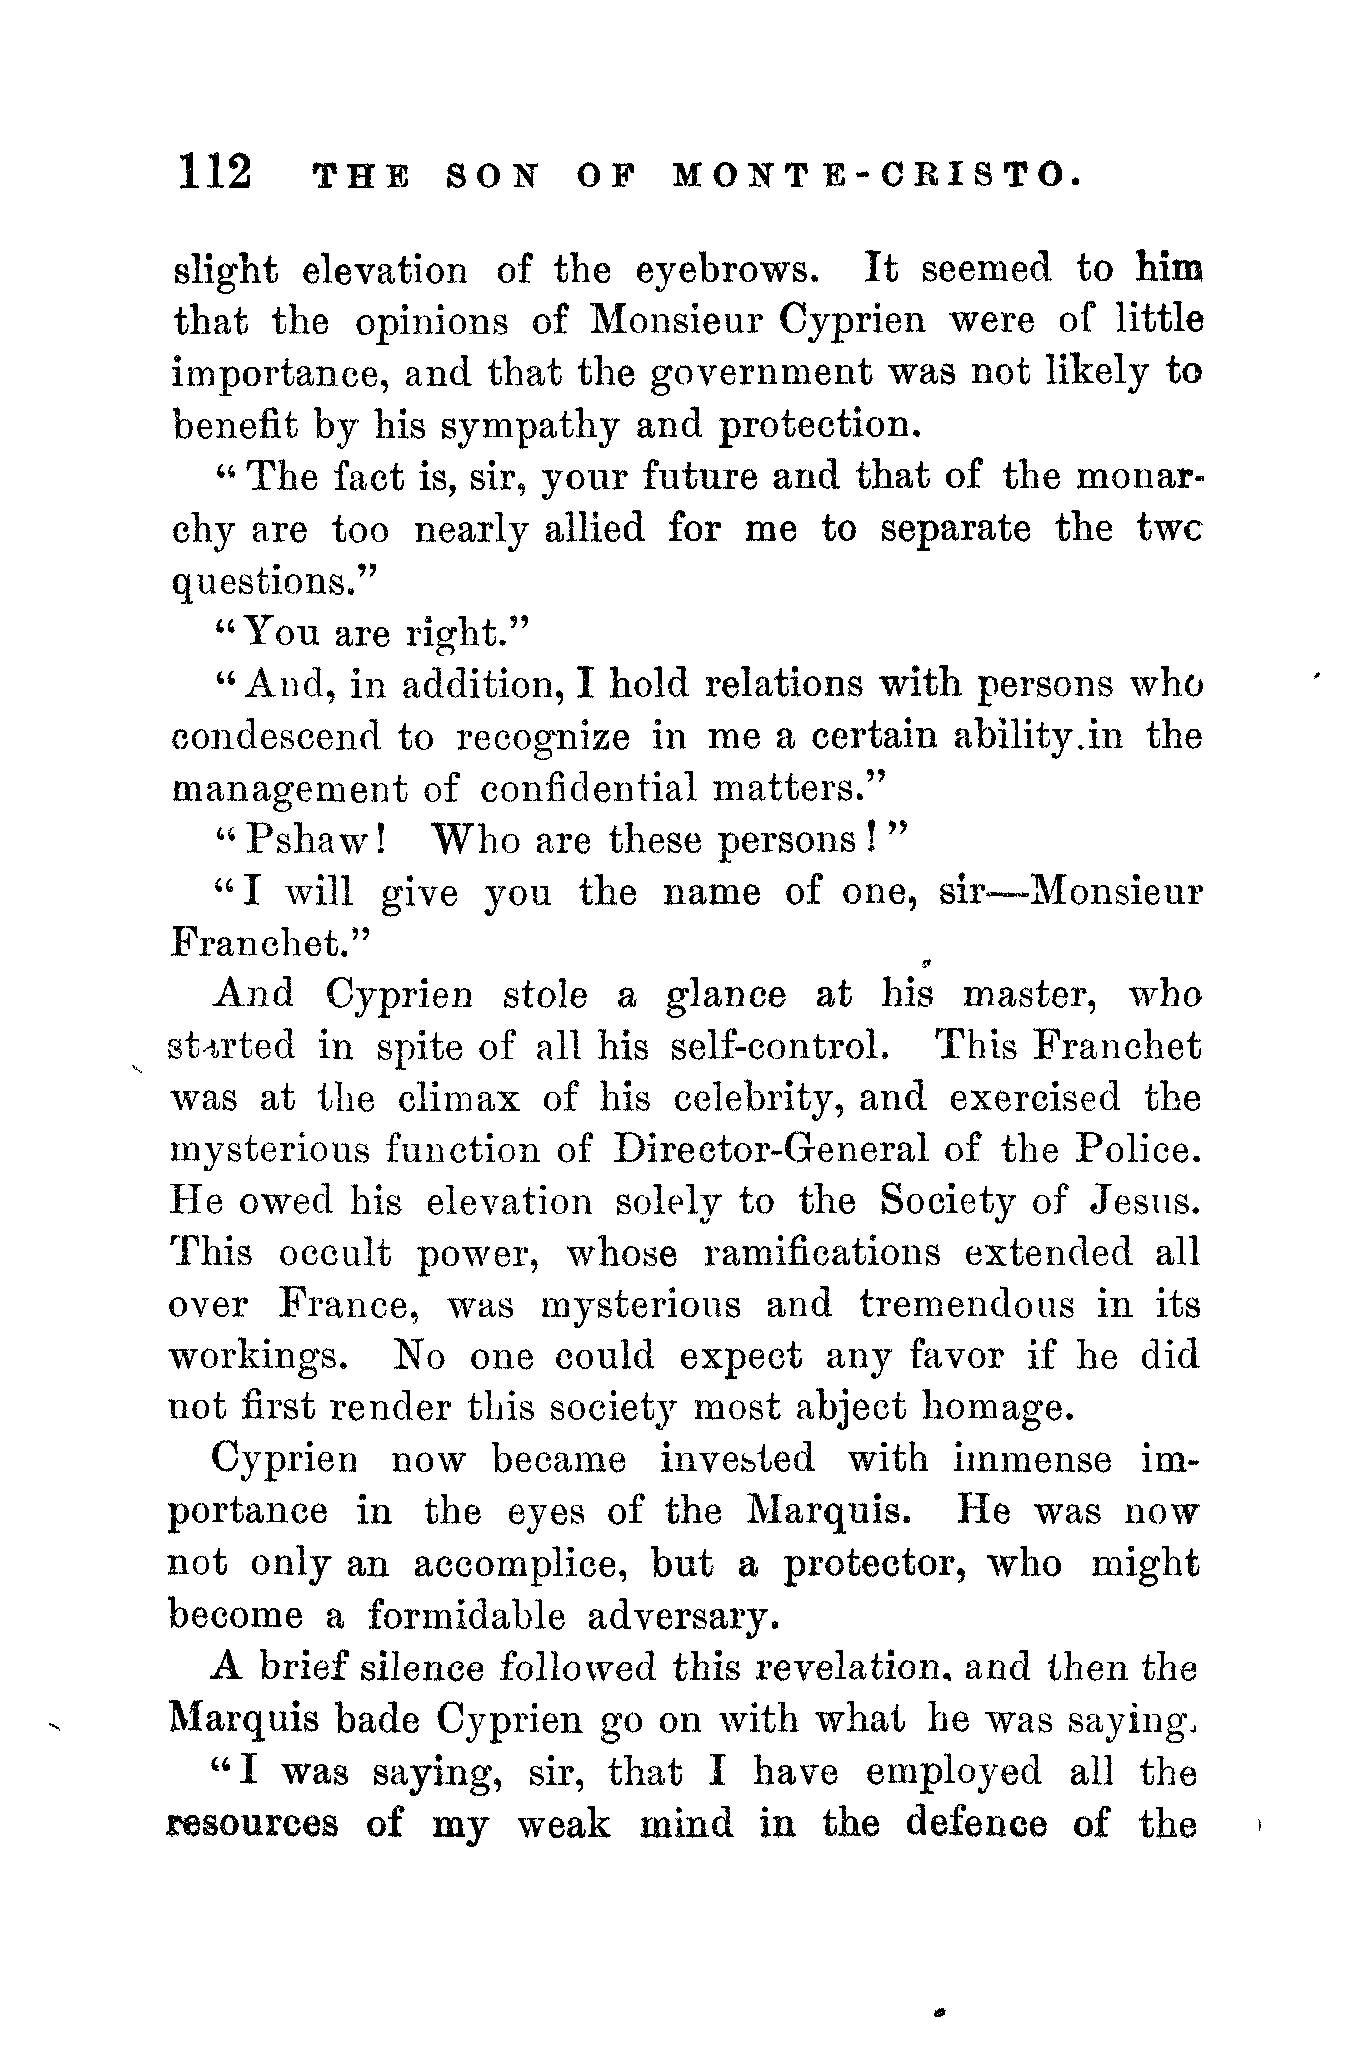 112 THE SON OF MONTE-CRISTO.
slight elevation of the eyebrows. It seemed to him
that the opinions of Monsieur Cyprien were of little
importance, and that the government was not likely to
benefit by his sympathy and protection.
“The fact is, sir, your future and that of the monar-
chy are too nearly allied for me to separate the two
questions.”
“You are right.”
“And, in addition, I hold relations with persons who
condescend to recognize in me a certain ability in the
management of confidential matters.”
“Pshaw! Who are these persons!”
“I will give you the name of one, sir—Monsieur
Franchet.”
And Cyprien stole a glance at his master, who
started in spite of all his self-control. This Franchet
was at the climax of his celebrity, and exercised the
mysterious function of Director-General of the Police.
He owed his elevation solely to the Society of Jesus.
This occult power, whose ramifications extended all
over France, was mysterious and tremendous in its
workings. No one could expect any favor if he did
not first render this society most abject homage.
Cyprien now became invested with immense im-
portance in the eyes of the Marquis. He was now
not only an accomplice, but a protector, who might
become a formidable adversary.
A brief silence followed this revelation, and then the
Marquis bade Cyprien go on with what he was saying.
“I was saying, sir, that I have employed all the
resources of my weak mind in the defence of the